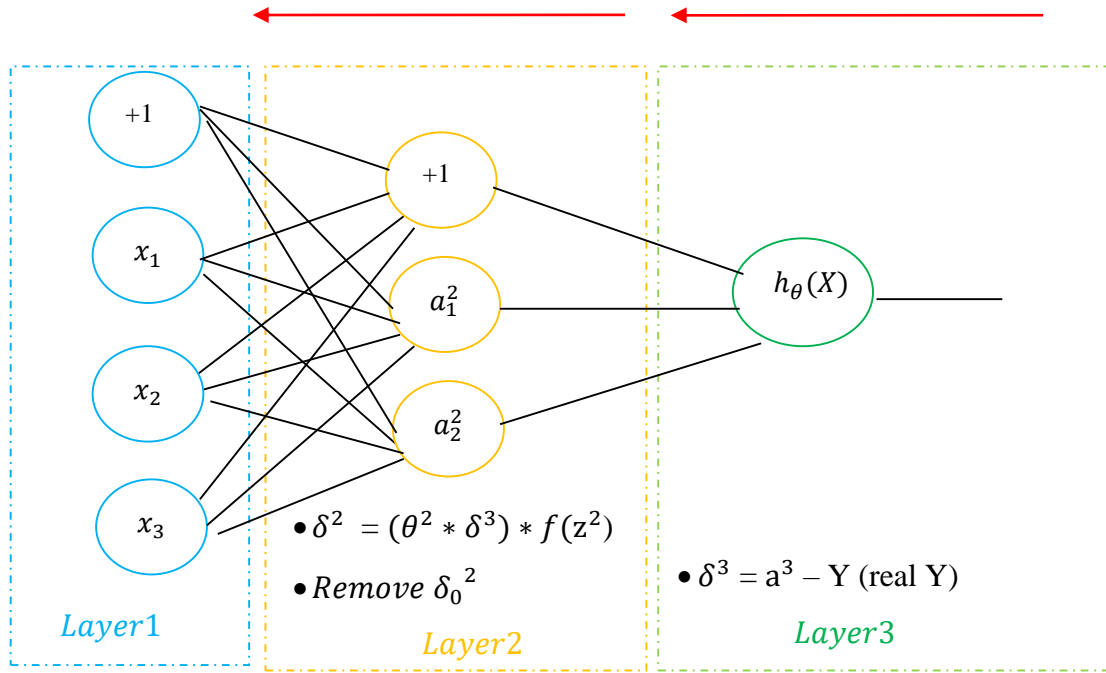 +1
x₁
x₂
x₃
Layer1
+1
a₁²
a₂²
• δ² = (θ² * δ³) * f(z²)
• Remove δ₀²
Layer2
hθ(X)
• δ³ = a³ – Y (real Y)
Layer3